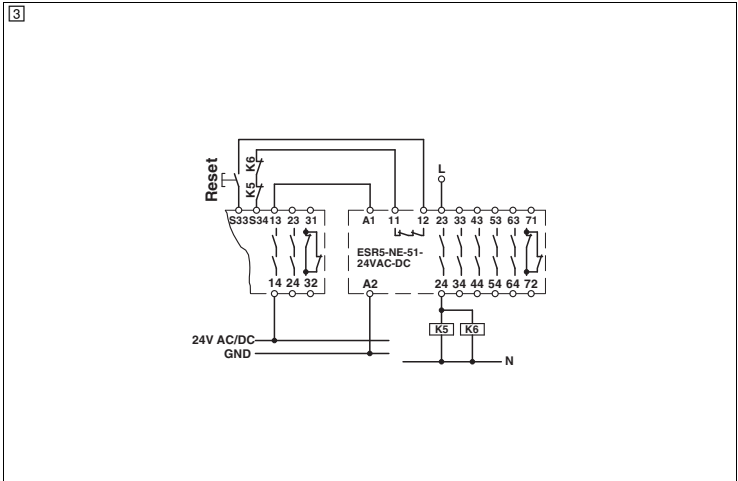 3
Reset
K5 K6
L
S33 S34 13 23 31
A1 11 12 23 33 43 53 63 71
ESR5-NE-51-
24VAC-DC
14 24 32
A2 24 34 44 54 64 72
K5 K6
24V AC/DC
GND
N